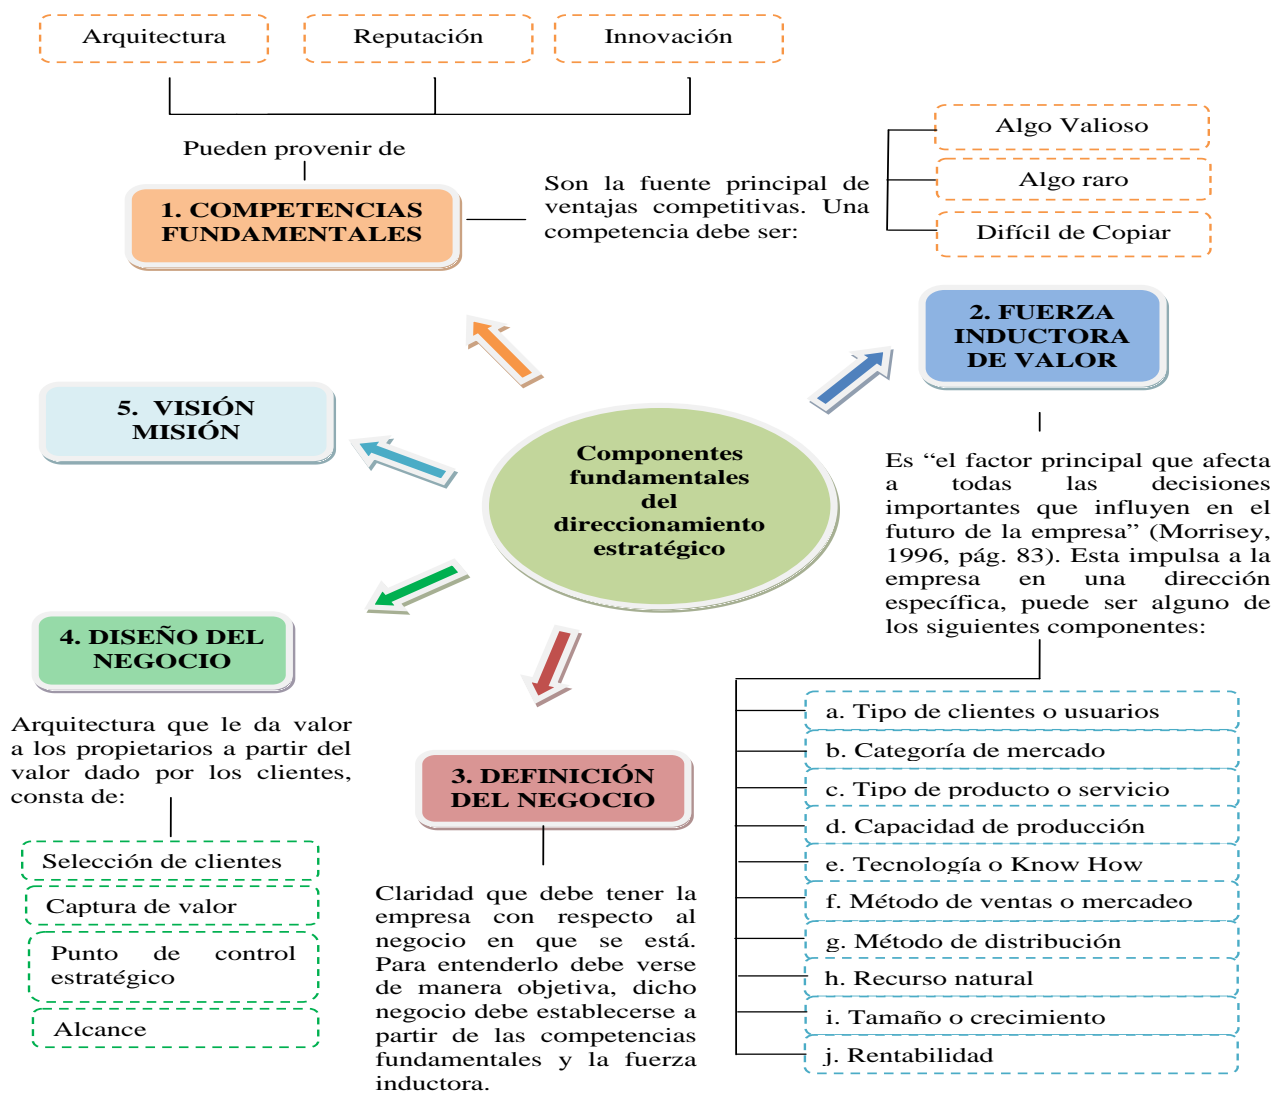 Arquitectura
Reputación
Innovación
Pueden provenir de
1. COMPETENCIAS
FUNDAMENTALES
Son la fuente principal de
ventajas competitivas. Una
competencia debe ser:
Algo Valioso
Algo raro
Difícil de Copiar
2. FUERZA
INDUCTORA
DE VALOR
5. VISIÓN
MISIÓN
Componentes
fundamentales
del
direccionamiento
estratégico
Es “el factor principal que afecta
a todas las decisiones
importantes que influyen en el
futuro de la empresa” (Morrisey,
1996, pág. 83). Esta impulsa a la
empresa en una dirección
específica, puede ser alguno de
los siguientes componentes:
4. DISEÑO DEL
NEGOCIO
Arquitectura que le da valor
a los propietarios a partir del
valor dado por los clientes,
consta de:
Selección de clientes
Captura de valor
Punto de control
estratégico
Alcance
3. DEFINICIÓN
DEL NEGOCIO
Claridad que debe tener la
empresa con respecto al
negocio en que se está.
Para entenderlo debe verse
de manera objetiva, dicho
negocio debe establecerse a
partir de las competencias
fundamentales y la fuerza
inductora.
a. Tipo de clientes o usuarios
b. Categoría de mercado
c. Tipo de producto o servicio
d. Capacidad de producción
e. Tecnología o Know How
f. Método de ventas o mercadeo
g. Método de distribución
h. Recurso natural
i. Tamaño o crecimiento
j. Rentabilidad